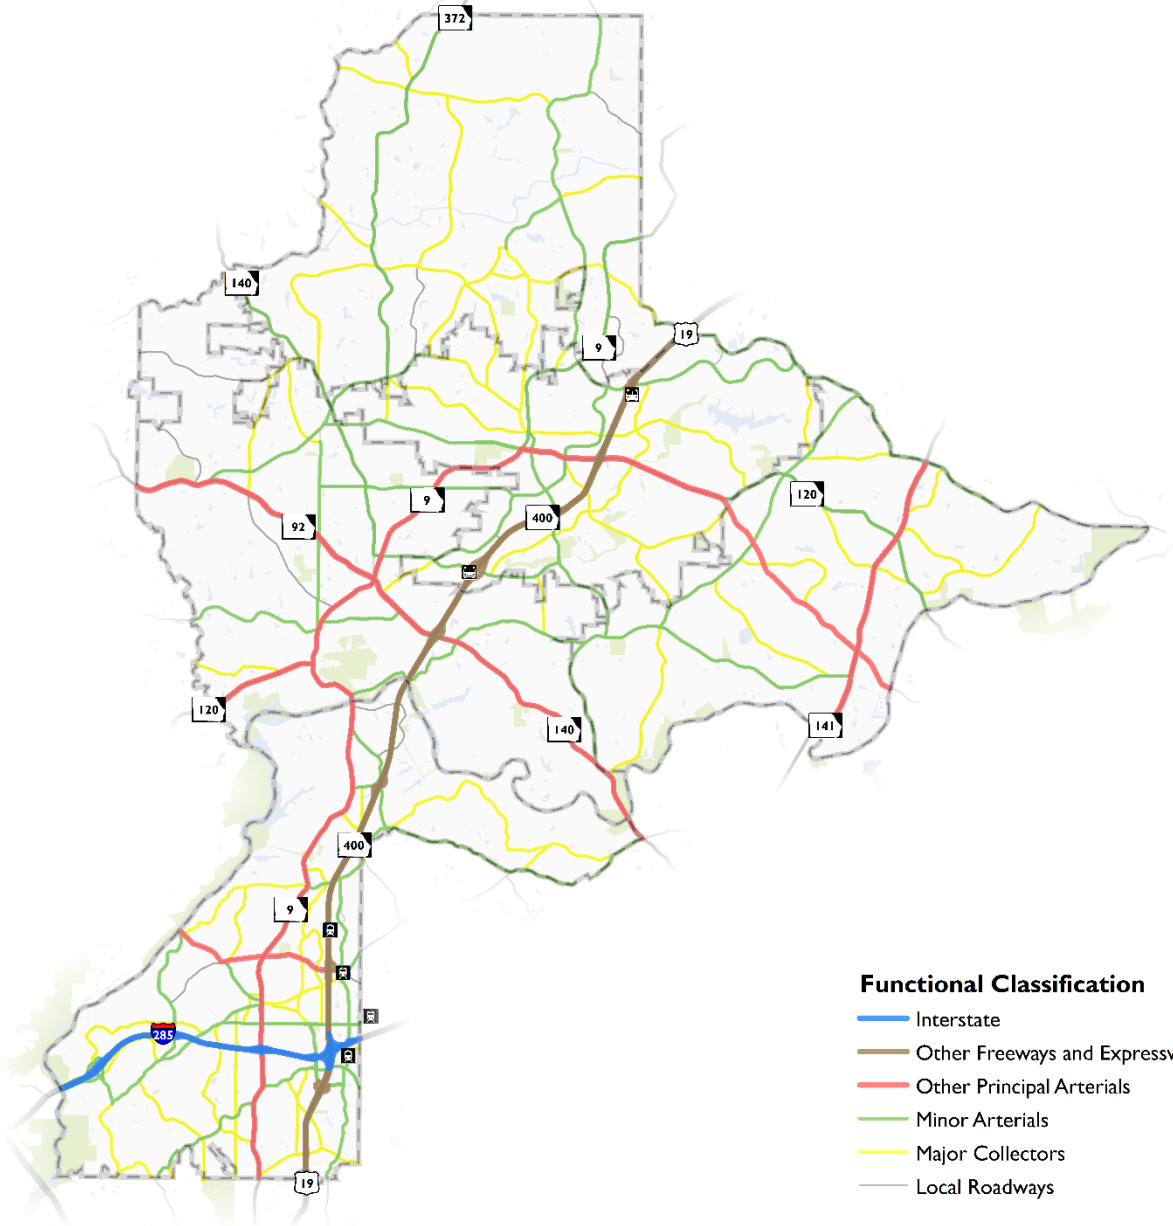 372
140
19
9
9
120
92
400
120
140
141
400
9
285
19
Functional Classification
Interstate
Other Freeways and Expressw
Other Principal Arterials
Minor Arterials
Major Collectors
Local Roadways